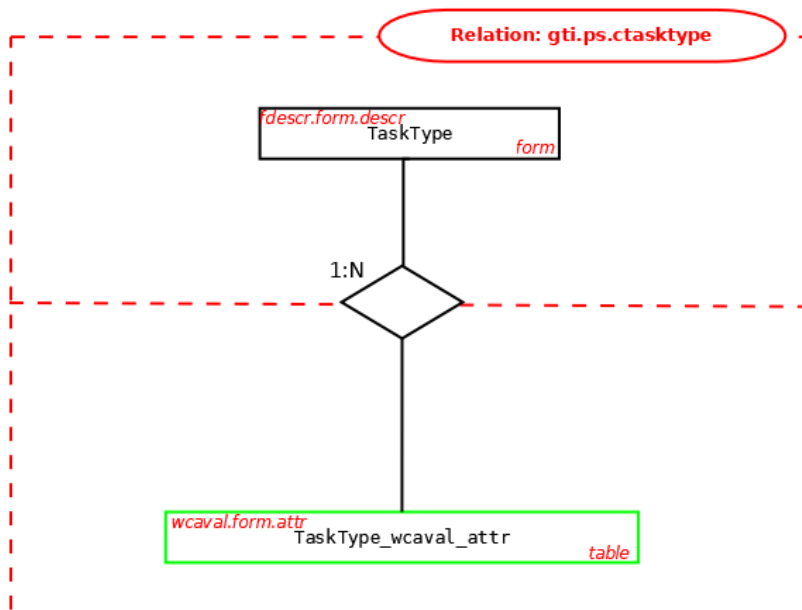 Relation: gti.ps.ctasktype
fdescr.form.descr
TaskType
form
1:N
wcaval.form.attr
TaskType_wcaval_attr
table